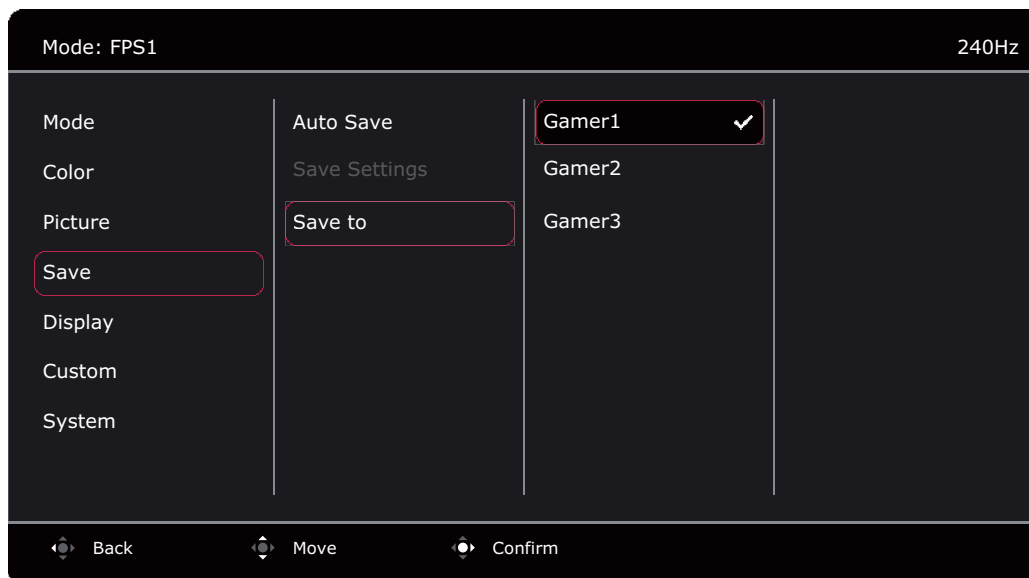 Mode: FPS1
240Hz
Mode
Color
Picture
Save
Display
Custom
System
Auto Save
Save Settings
Save to
Gamer1
Gamer2
Gamer3
Back
Move
Confirm